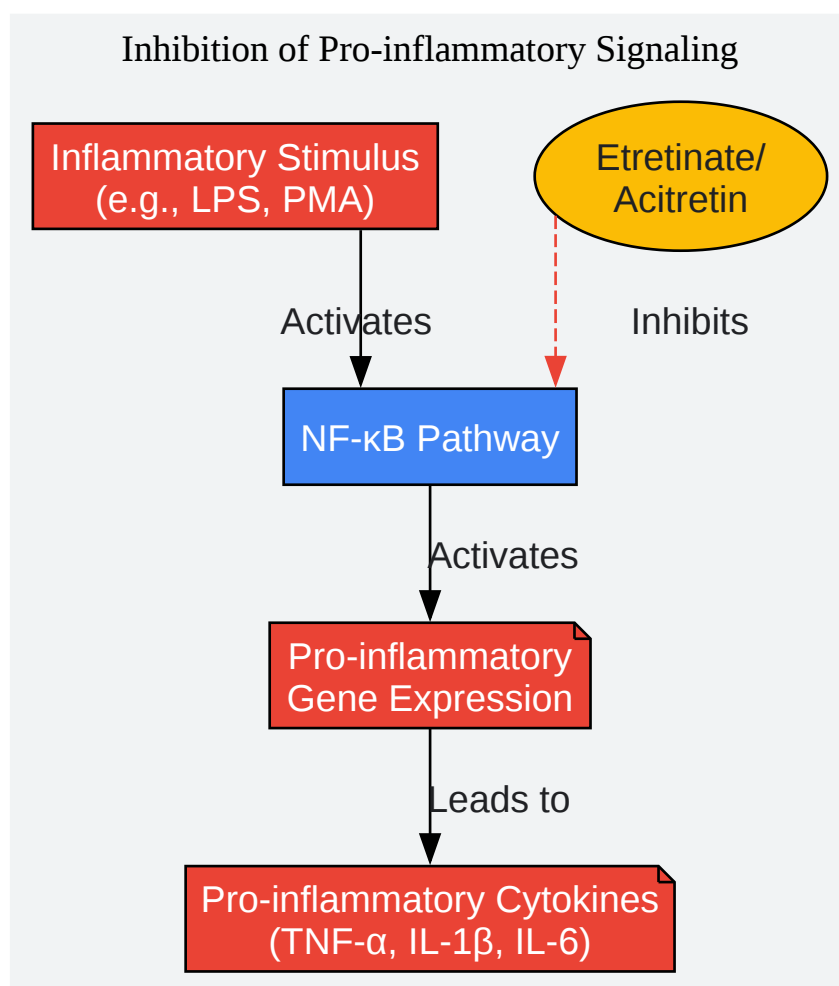 Inhibition of Pro-inflammatory Signaling
Inflammatory Stimulus
(e.g., LPS, PMA)
Etretinate/
Acitretin
Activates
Inhibits
NF-κB Pathway
Activates
Pro-inflammatory
Gene Expression
Leads to
Pro-inflammatory Cytokines
(TNF-α, IL-1β, IL-6)